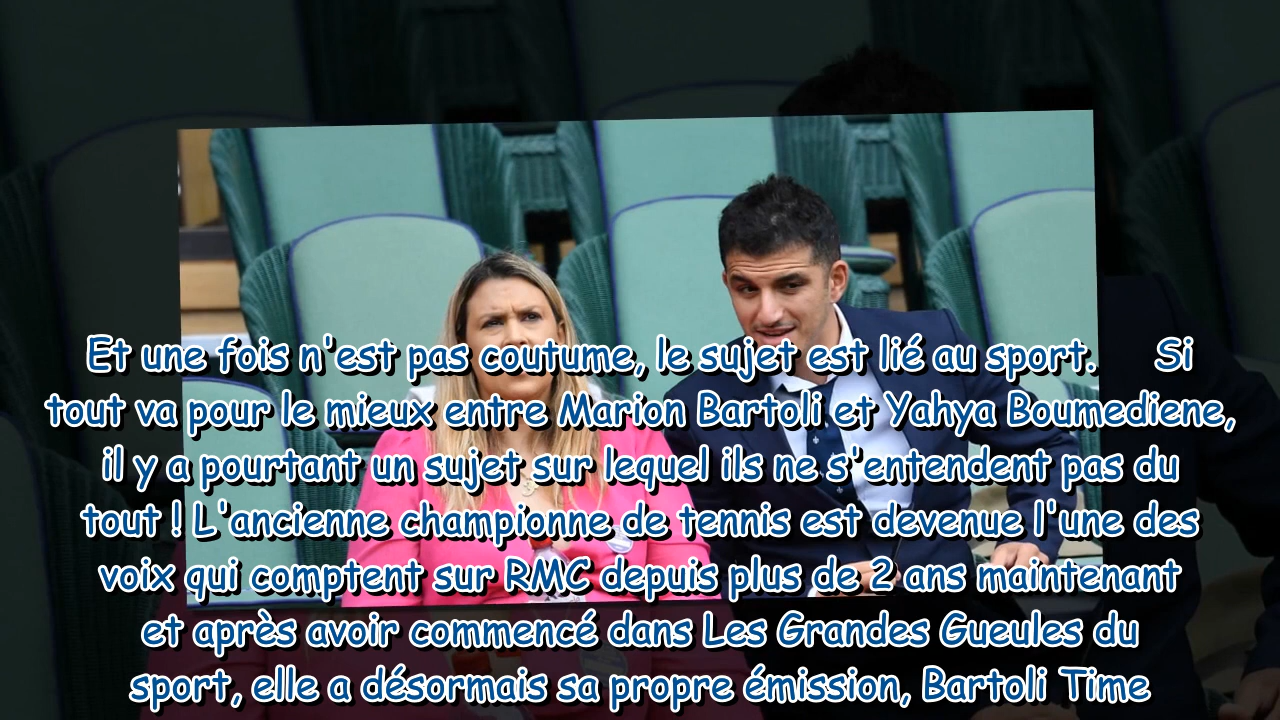 Et une fois n'est pas coutume, le sujet est lié au sport. Si
tout va pour le mieux entre Marion Bartoli et Yahya Boumediene,
il y a pourtant un sujet sur lequel ils ne s'entendent pas du
tout ! L'ancienne championne de tennis est devenue l'une des
voix qui comptent sur RMC depuis plus de 2 ans maintenant
et après avoir commencé dans Les Grandes Gueules du
sport, elle a désormais sa propre émission, Bartoli Time